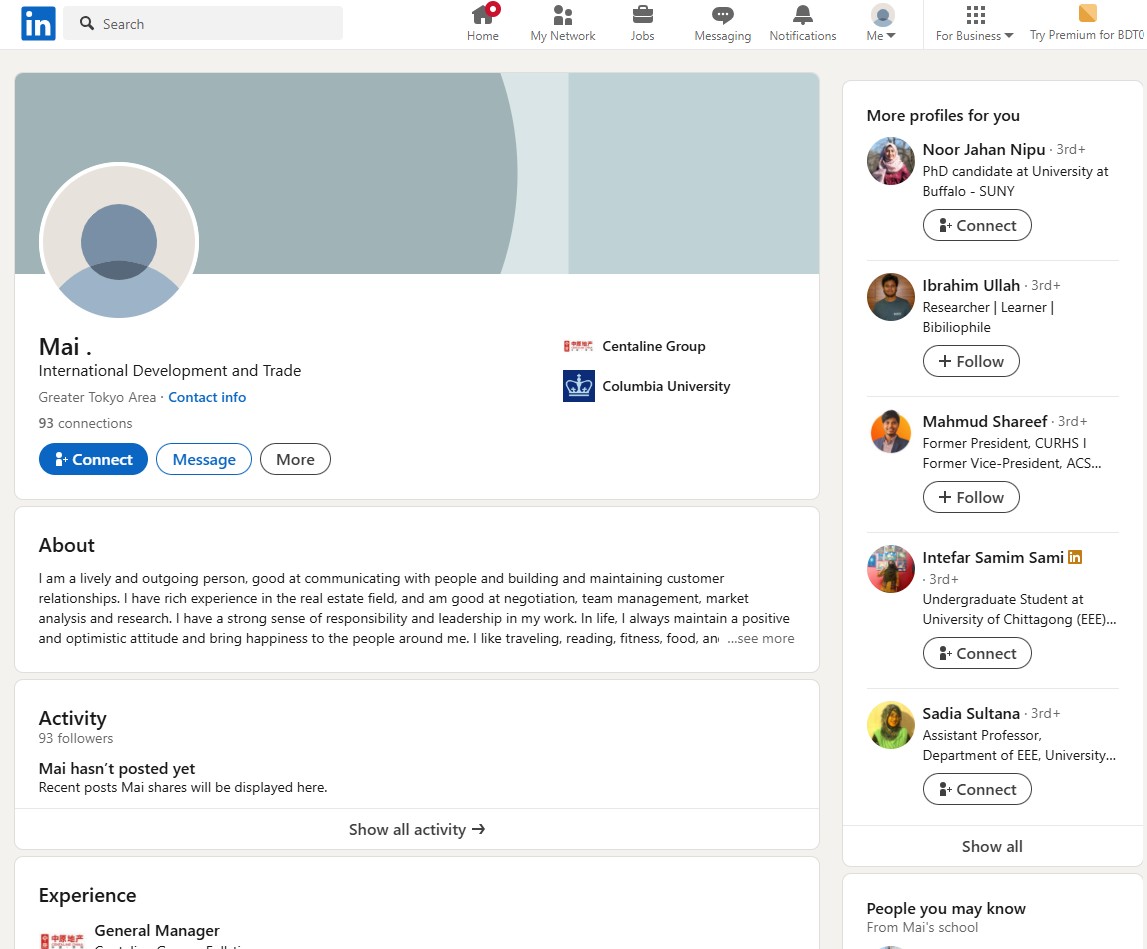 in
Search
Home
My Network
Jobs
Messaging
Notifications
Me
For Business
Try Premium for BDT0
Mai .
International Development and Trade
Greater Tokyo Area · Contact info
93 connections
Connect
Message
More
Centaline Group
Columbia University
About
I am a lively and outgoing person, good at communicating with people and building and maintaining customer
relationships. I have rich experience in the real estate field, and am good at negotiation, team management, market
analysis and research. I have a strong sense of responsibility and leadership in my work. In life, I always maintain a positive
and optimistic attitude and bring happiness to the people around me. I like traveling, reading, fitness, food, an ...see more
Activity
93 followers
Mai hasn’t posted yet
Recent posts Mai shares will be displayed here.
Show all activity →
Experience
中原地产
General Manager
More profiles for you
Noor Jahan Nipu · 3rd+
PhD candidate at University at
Buffalo - SUNY
Connect
Ibrahim Ullah · 3rd+
Researcher | Learner |
Bibiliophile
+ Follow
Mahmud Shareef · 3rd+
Former President, CURHS l
Former Vice-President, ACS...
+ Follow
Intefar Samim Sami in
· 3rd+
Undergraduate Student at
University of Chittagong (EEE)...
Connect
Sadia Sultana · 3rd+
Assistant Professor,
Department of EEE, University...
Connect
Show all
People you may know
From Mai's school